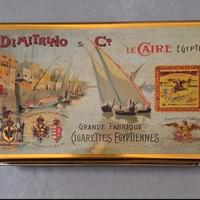 DIMITRINO & Co
LE CAIRE EGYPTE
GRANDE FABRIQUE
CIGARETTES EGYPTIENNES